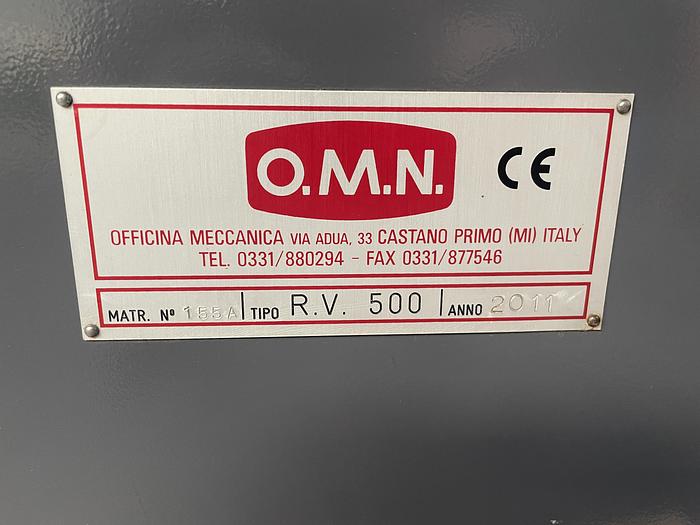 O.M.N.
CE
OFFICINA MECCANICA VIA ADUA, 33 CASTANO PRIMO (MI) ITALY
TEL. 0331/880294 - FAX 0331/877546
MATR. Nº 155A TIPO R.V. 500 ANNO 2011